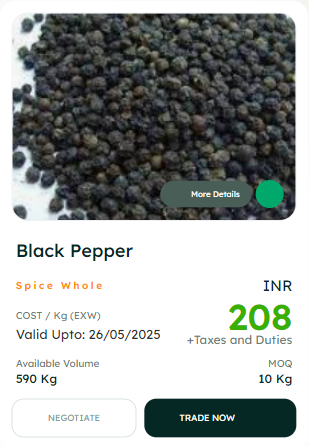 More Details
Black Pepper
Spice Whole
INR
COST / Kg (EXW)
208
Valid Upto: 26/05/2025
+Taxes and Duties
Available Volume
MOQ
590 Kg
10 Kg
NEGOTIATE
TRADE NOW